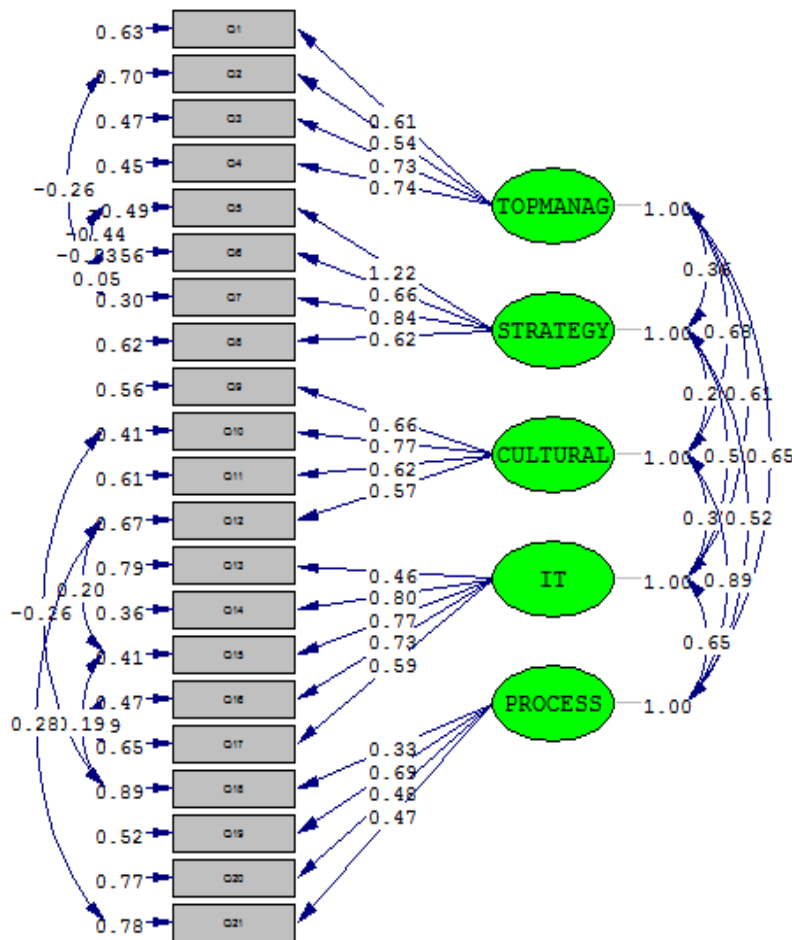 0.63 Q1
0.70 Q2
0.47 Q3
0.61
0.54
0.73
0.45 Q4
0.74
-0.26
-0.49 Q5
TOPMANAG 1.00
-0.44
Q6
0.36
0.05
1.22
0.66
0.30 Q7
0.84
0.62 Q8
0.62
STRATEGY 1.00 0.68
0.56 Q9
0.61
0.66
0.41 Q10
0.77
0.61 Q11
0.62
0.57
CULTURAL 1.00 0.65
0.67 Q12
0.52
0.79 Q13
0.46
0.20
-0.26
0.36 Q14
0.80
IT 1.00 0.89
0.41 Q15
0.77
0.73
0.59
0.65
0.47 Q16
0.28
0.65 Q17
PROCESS 1.00
0.33
0.89 Q18
0.69
0.48
0.47
0.52 Q19
0.77 Q20
0.78 Q21